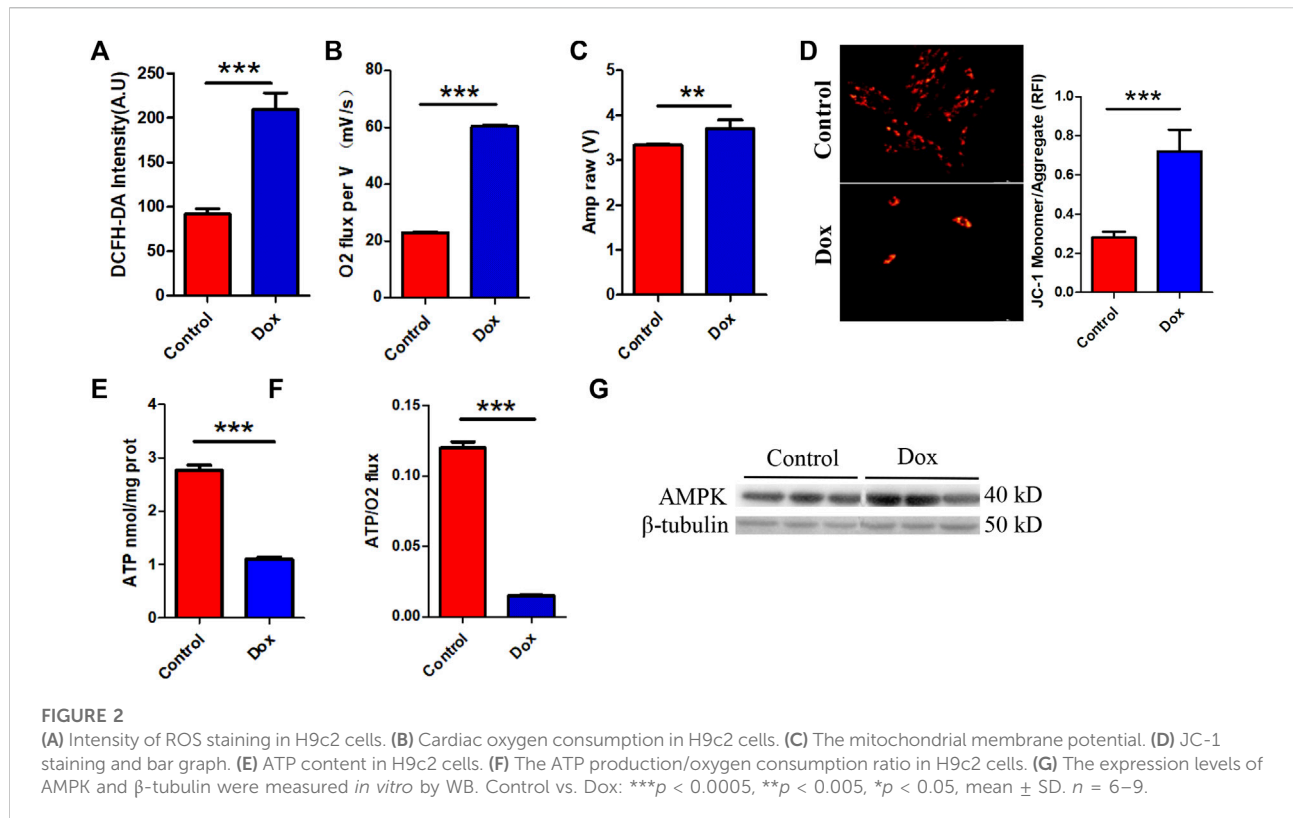 A
DCFH-DA Intensity(A.U)
250
200
150
100
50
0
***
Control
Dox
B
O2 flux per V (mV/s)
80
60
40
20
0
***
Control
Dox
C
Amp raw (V)
5
4
3
2
1
0
**
Control
Dox
D
Control
Dox
JC-1 Monomer/Aggregate (RFI)
1.0
0.8
0.6
0.4
0.2
0.0
***
Control
Dox
E
ATP nmol/mg prot
4
3
2
1
0
***
Control
Dox
F
ATP/O2 flux
0.15
0.10
0.05
0.00
***
Control
Dox
G
Control Dox
AMPK 40 kD
β-tubulin 50 kD
FIGURE 2
(A) Intensity of ROS staining in H9c2 cells. (B) Cardiac oxygen consumption in H9c2 cells. (C) The mitochondrial membrane potential. (D) JC-1
staining and bar graph. (E) ATP content in H9c2 cells. (F) The ATP production/oxygen consumption ratio in H9c2 cells. (G) The expression levels of
AMPK and β-tubulin were measured in vitro by WB. Control vs. Dox: ***p < 0.0005, **p < 0.005, *p < 0.05, mean ± SD. n = 6–9.